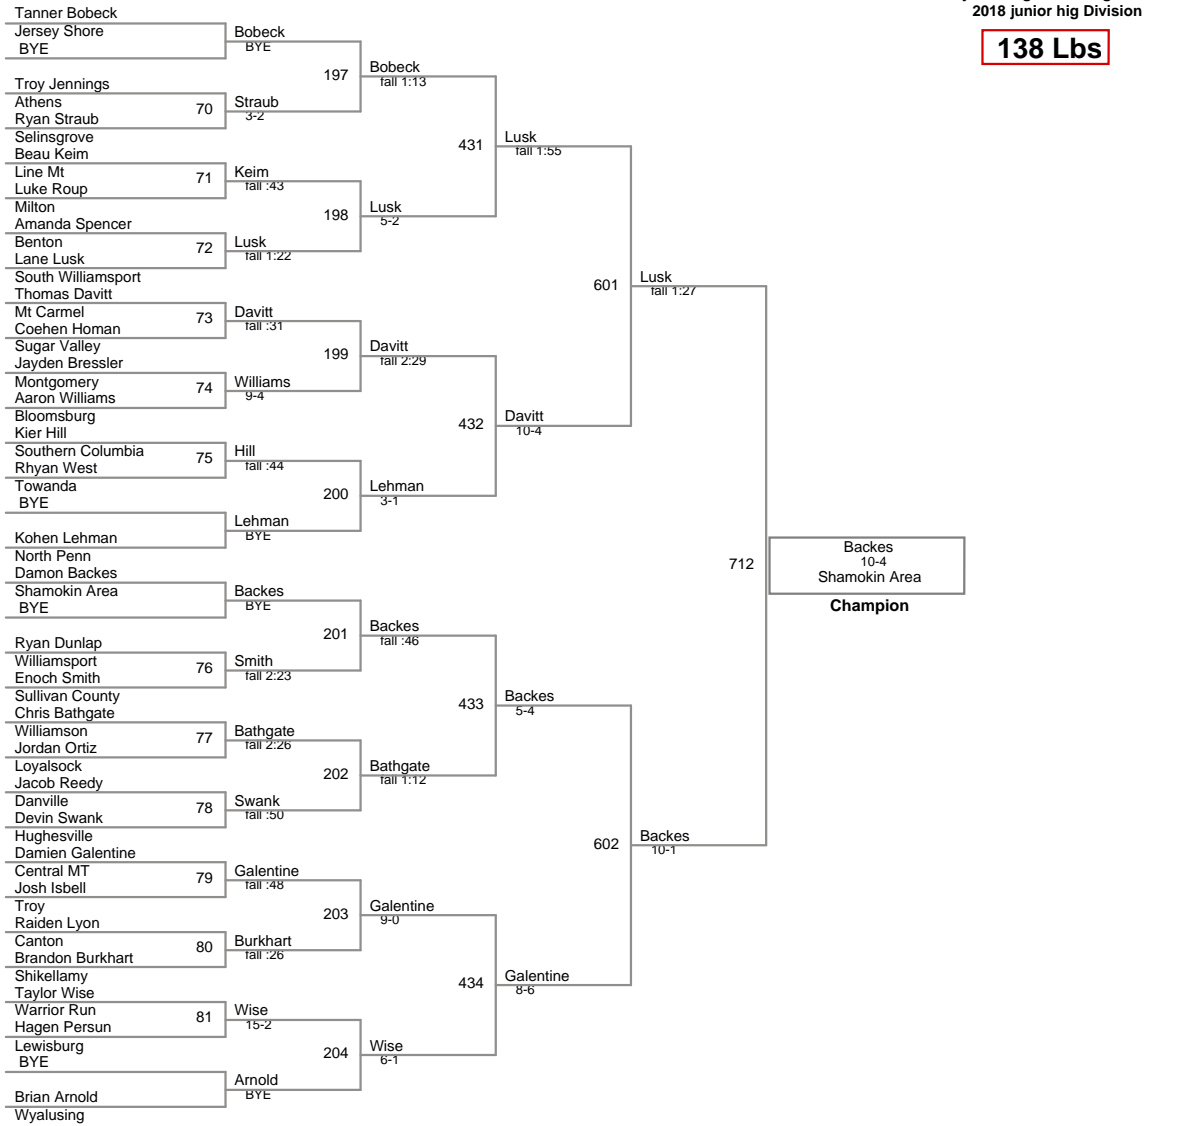 2018 junior hig Division
138 Lbs
Tanner Bobeck
Jersey Shore
BYE
Troy Jennings
Athens
Ryan Straub
Selinsgrove
Beau Keim
Line Mt
Luke Roup
Milton
Amanda Spencer
Benton
Lane Lusk
South Williamsport
Thomas Davitt
Mt Carmel
Coehen Homan
Sugar Valley
Jayden Bressler
Montgomery
Aaron Williams
Bloomsburg
Kier Hill
Southern Columbia
Rhyan West
Towanda
BYE
Kohen Lehman
North Penn
Damon Backes
Shamokin Area
BYE
Ryan Dunlap
Williamsport
Enoch Smith
Sullivan County
Chris Bathgate
Williamson
Jordan Ortiz
Loyalsock
Jacob Reedy
Danville
Devin Swank
Hughesville
Damien Galentine
Central MT
Josh Isbell
Troy
Raiden Lyon
Canton
Brandon Burkhart
Shikellamy
Taylor Wise
Warrior Run
Hagen Persun
Lewisburg
BYE
Brian Arnold
Wyalusing
70
71
72
73
74
75
76
77
78
79
80
81
Bobeck
BYE
Straub
3-2
Keim
fall :43
Lusk
fall 1:22
Davitt
fall :31
Williams
9-4
Hill
fall :44
Lehman
BYE
Backes
BYE
Smith
fall 2:23
Bathgate
fall 2:26
Swank
fall :50
Galentine
fall :48
Burkhart
fall :26
Wise
15-2
Arnold
BYE
197
198
199
200
201
202
203
204
Bobeck
fall 1:13
Lusk
5-2
Davitt
fall 2:29
Lehman
3-1
Backes
fall :46
Bathgate
fall 1:12
Galentine
9-0
Wise
6-1
431
432
433
434
Lusk
fall 1:55
Davitt
10-4
Backes
5-4
Galentine
8-6
601
602
Lusk
fall 1:27
Backes
10-1
712
Backes
10-4
Shamokin Area
Champion